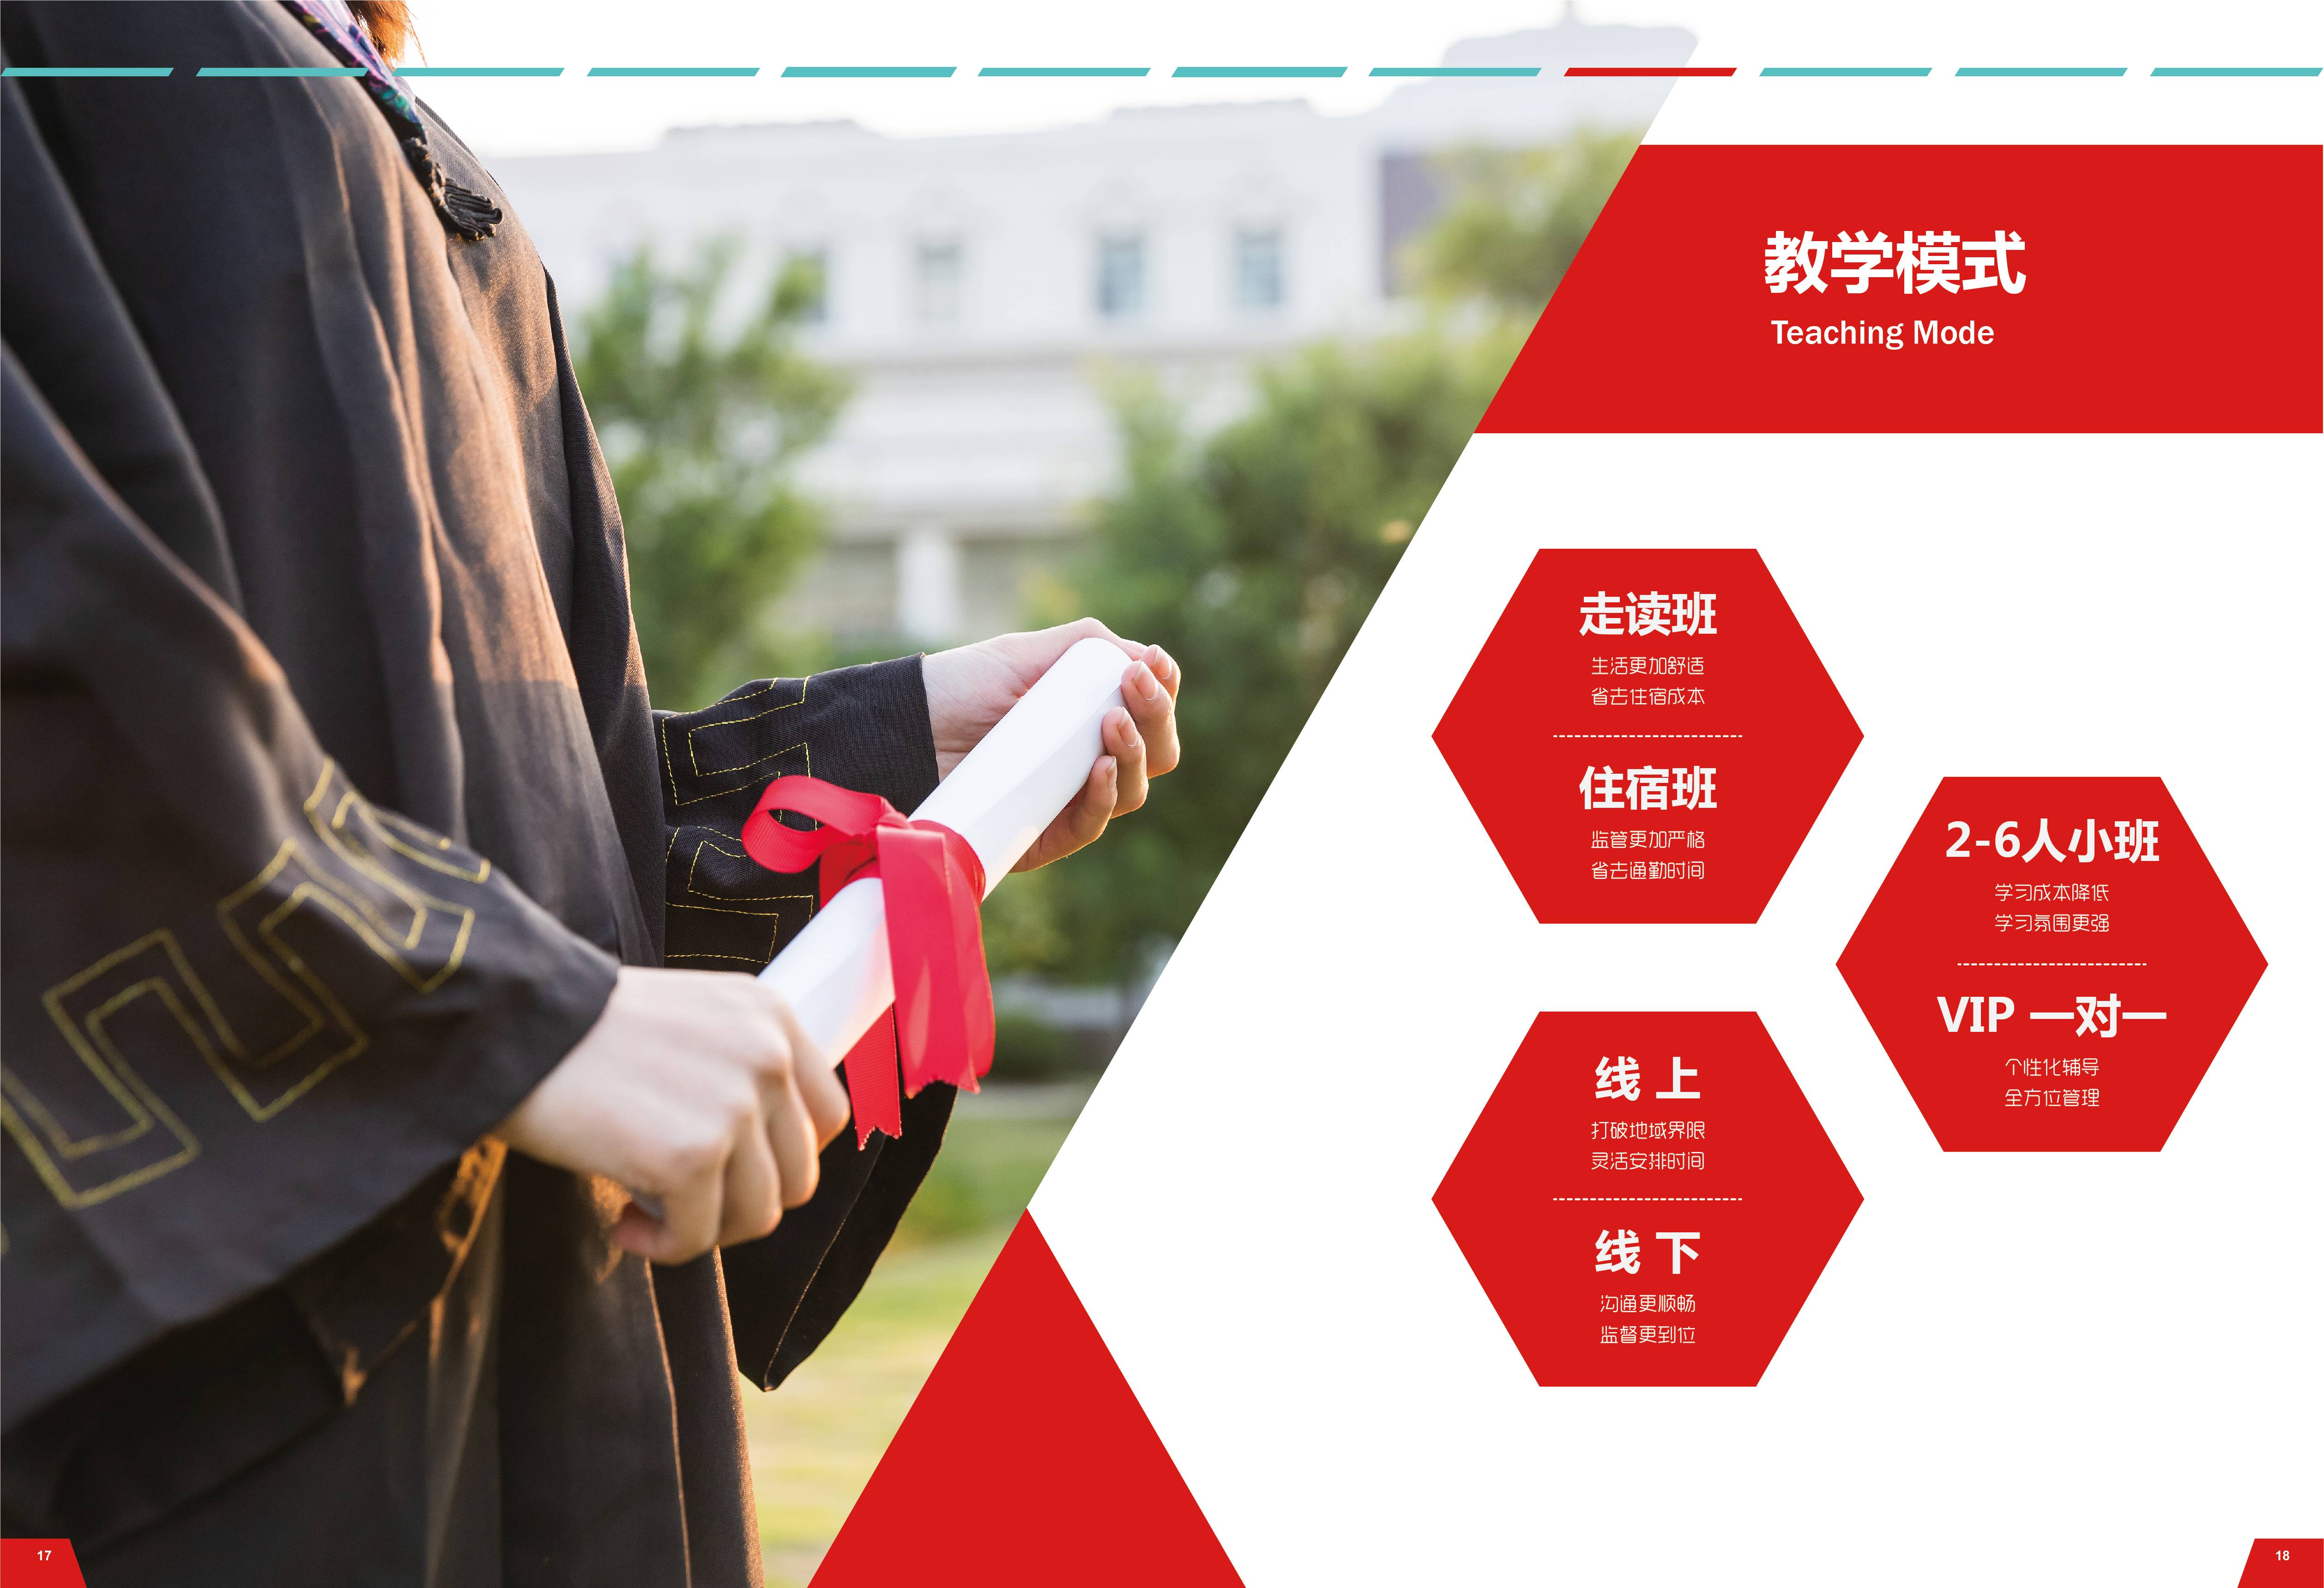 教学模式
Teaching Mode
走读班
生活更加舒适
省去住宿成本
住宿班
监管更加严格
省去通勤时间
2-6人小班
学习成本降低
学习氛围更强
VIP 一对一
个性化辅导
全方位管理
线 上
打破地域界限
灵活安排时间
线 下
沟通更顺畅
监督更到位
17
18